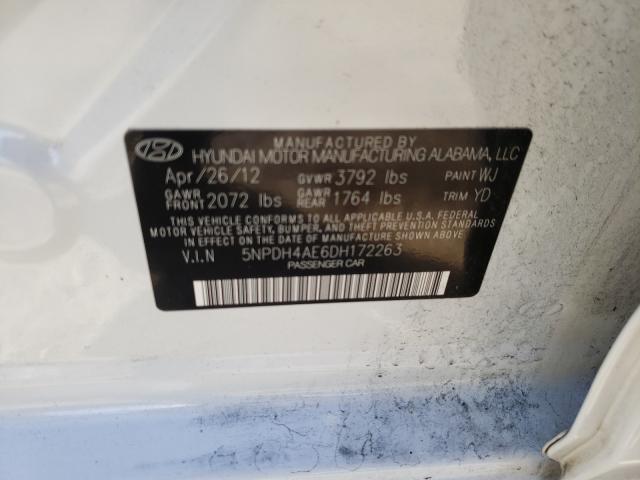 MANUFACTURED BY
HYUNDAI MOTOR MANUFACTURING ALABAMA, LLC
Apr/26/12 GVWR 3792 lbs PAINT WJ
GAWR FRONT 2072 lbs GAWR REAR 1764 lbs TRIM YD
THIS VEHICLE CONFORMS TO ALL APPLICABLE U.S.A. FEDERAL
MOTOR VEHICLE SAFETY, BUMPER, AND THEFT PREVENTION STANDARDS
IN EFFECT ON THE DATE OF MANUFACTURE SHOWN ABOVE.
V.I.N 5NPDH4AE6DH172263
PASSENGER CAR